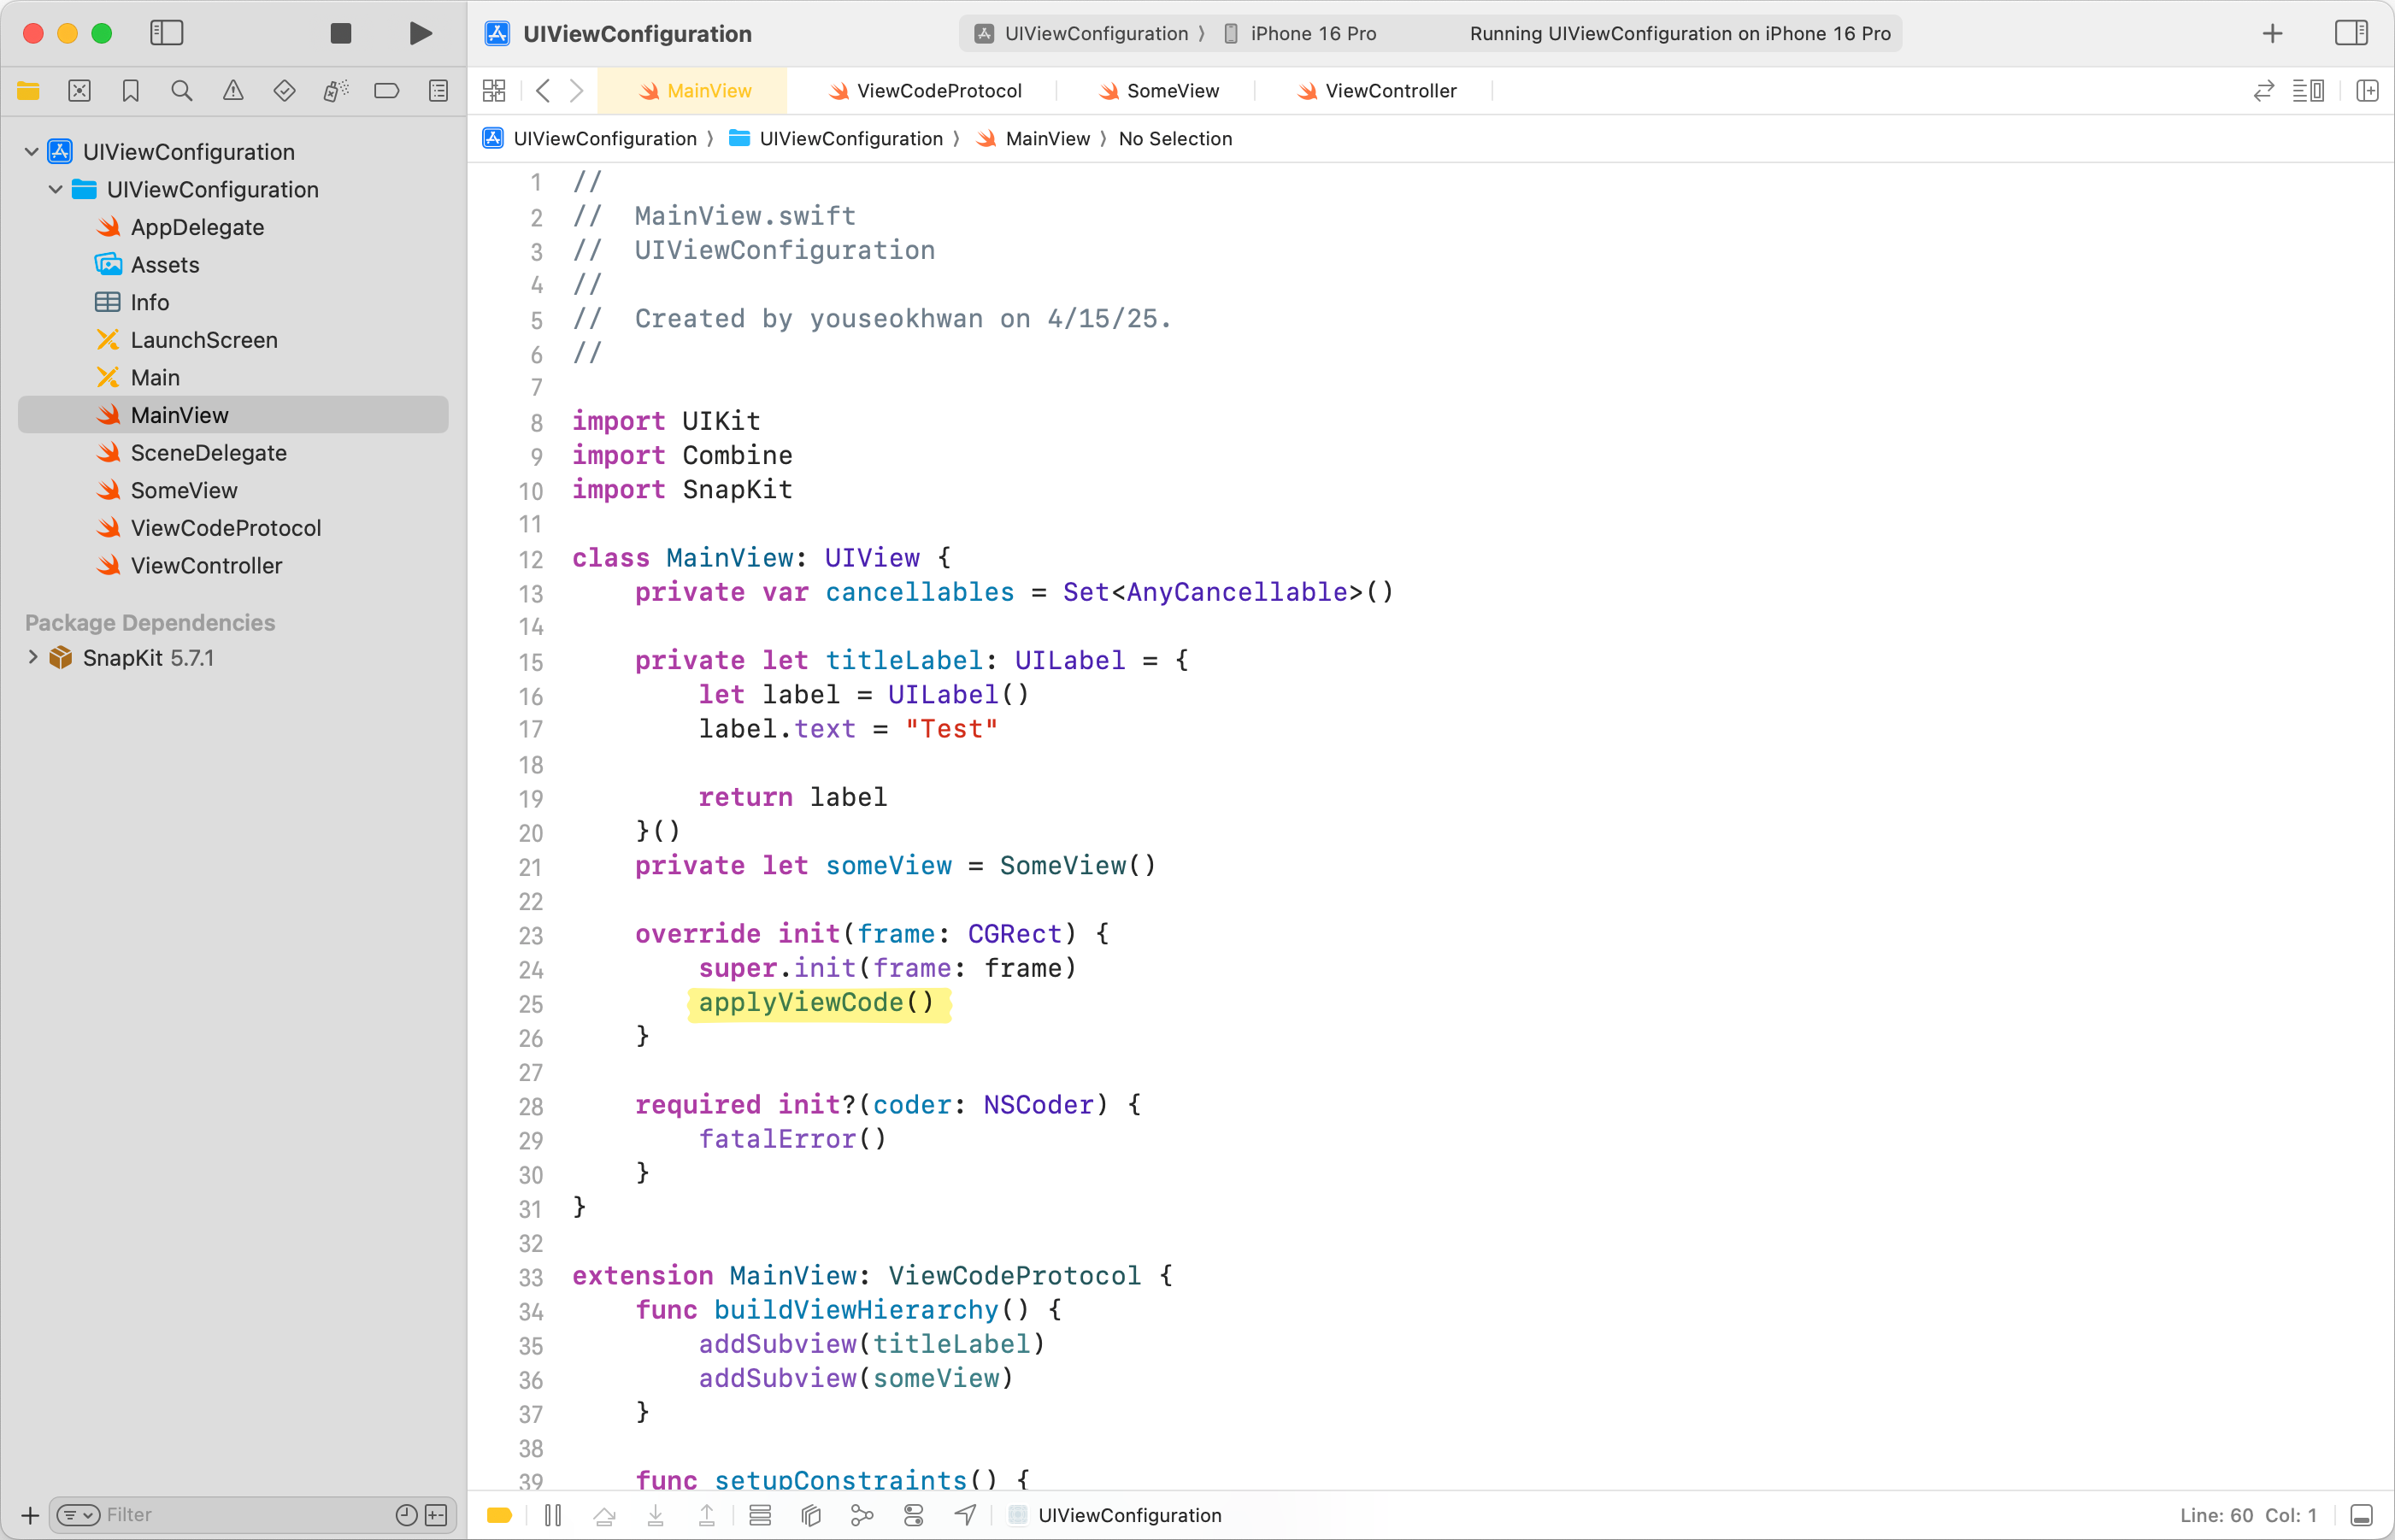 UIViewConfiguration
UIViewConfiguration 〉 iPhone 16 Pro
Running UIViewConfiguration on iPhone 16 Pro
MainView
ViewCodeProtocol
SomeView
ViewController
UIViewConfiguration 〉 UIViewConfiguration 〉 MainView 〉 No Selection
UIViewConfiguration
UIViewConfiguration
AppDelegate
Assets
Info
LaunchScreen
Main
MainView
SceneDelegate
SomeView
ViewCodeProtocol
ViewController
Package Dependencies
SnapKit 5.7.1
Filter
1 //
2 //  MainView.swift
3 //  UIViewConfiguration
4 //
5 //  Created by youseokhwan on 4/15/25.
6 //
7
8 import UIKit
9 import Combine
10 import SnapKit
11
12 class MainView: UIView {
13     private var cancellables = Set<AnyCancellable>()
14
15     private let titleLabel: UILabel = {
16         let label = UILabel()
17         label.text = "Test"
18
19         return label
20     }()
21     private let someView = SomeView()
22
23     override init(frame: CGRect) {
24         super.init(frame: frame)
25         applyViewCode()
26     }
27
28     required init?(coder: NSCoder) {
29         fatalError()
30     }
31 }
32
33 extension MainView: ViewCodeProtocol {
34     func buildViewHierarchy() {
35         addSubview(titleLabel)
36         addSubview(someView)
37     }
38
39     func setupConstraints() {
UIViewConfiguration
Line: 60 Col: 1